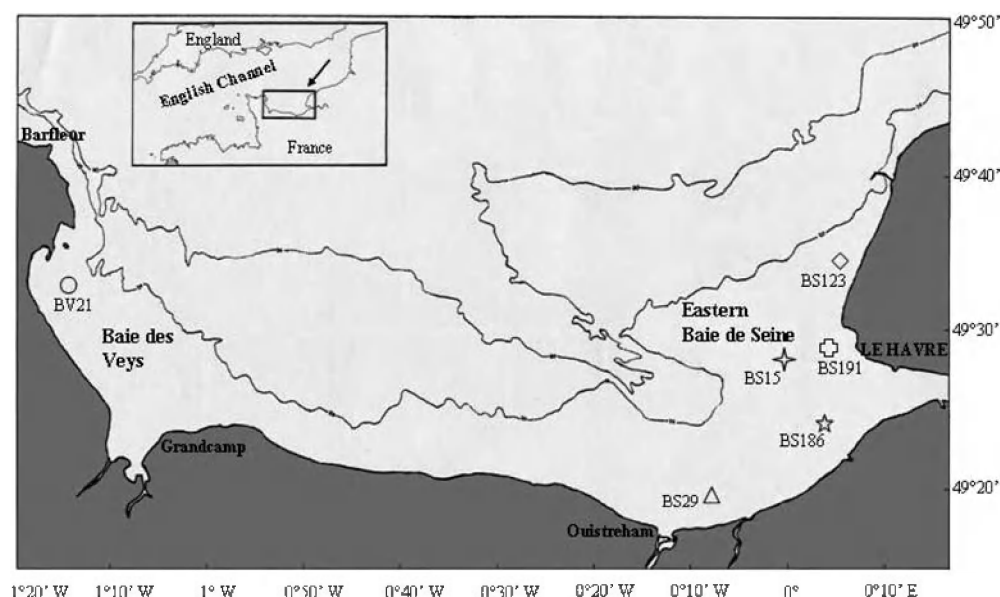 49°50'
England
English Channel
France
Barfleur
49°40'
BS123
BV21
Eastern
Baie de Seine
Baie des
Veys
49°30'
LE HAVRE
BS15
BS191
BS186
Grandcamp
49°20'
BS29
Ouistreham
1°20' W 1°10' W 1° W 0°50' W 0°40' W 0°30' W 0°20' W 0°10' W 0° 0°10' E